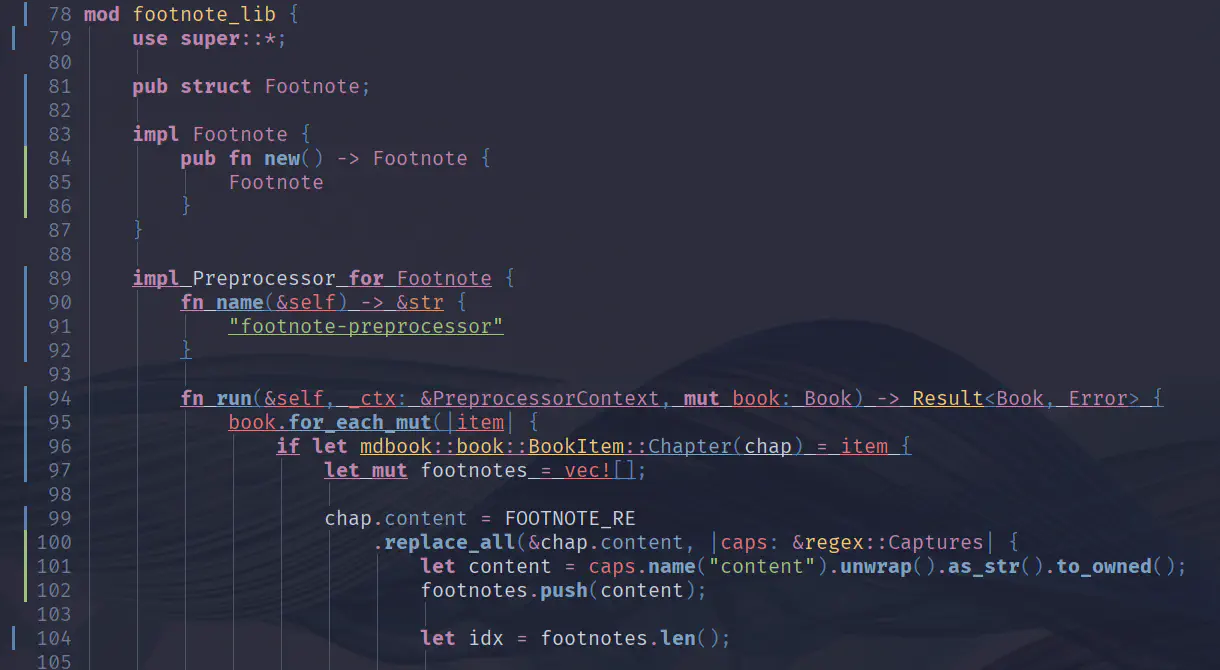 78 mod footnote_lib {
79     use super::*;
80
81     pub struct Footnote;
82
83     impl Footnote {
84         pub fn new() -> Footnote {
85             Footnote
86         }
87     }
88
89     impl Preprocessor for Footnote {
90         fn name(&self) -> &str {
91             "footnote-preprocessor"
92         }
93
94         fn run(&self, _ctx: &PreprocessorContext, mut book: Book) -> Result<Book, Error> {
95             book.for_each_mut(|item| {
96                 if let mdbook::book::BookItem::Chapter(chap) = item {
97                     let mut footnotes = vec![];
98
99                     chap.content = FOOTNOTE_RE
100                         .replace_all(&chap.content, |caps: &regex::Captures| {
101                             let content = caps.name("content").unwrap().as_str().to_owned();
102                             footnotes.push(content);
103
104                             let idx = footnotes.len();
105